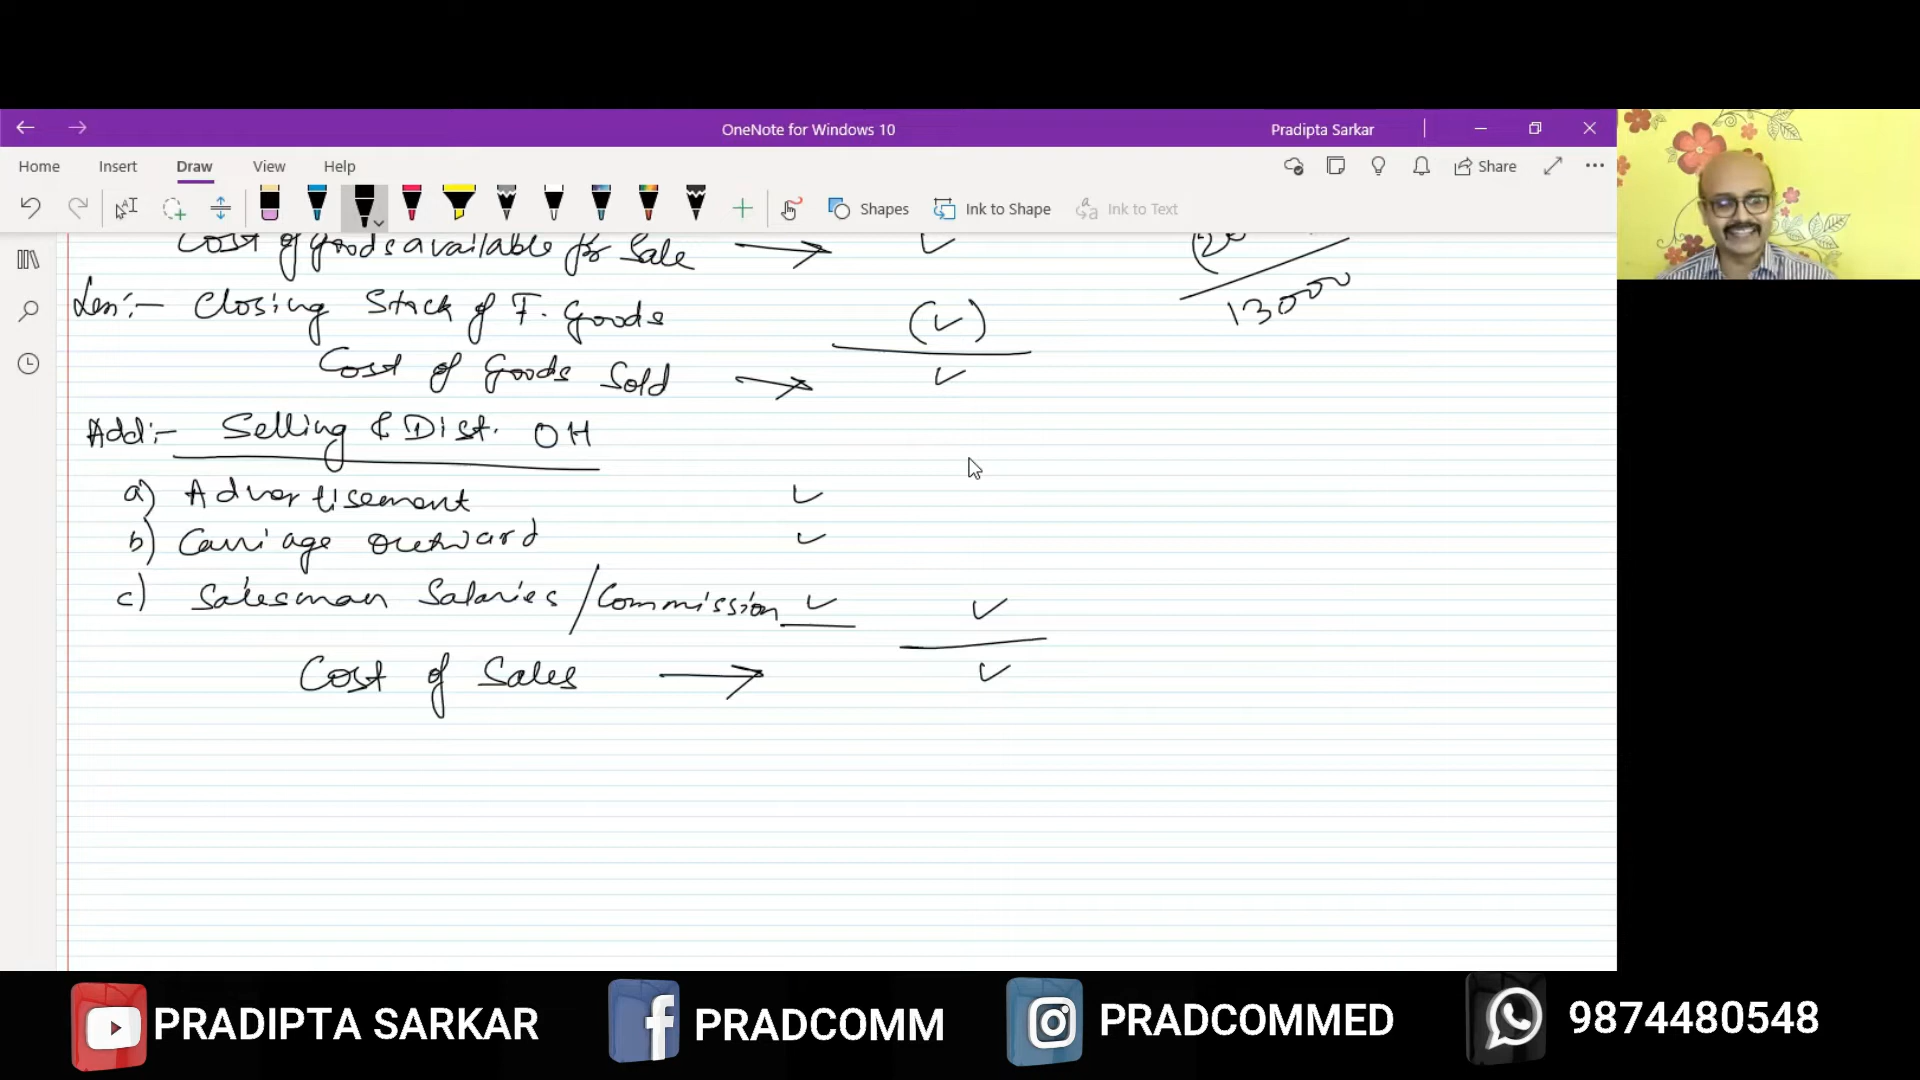 OneNote for Windows 10
Pradipta Sarkar
Home Insert Draw View Help
Share
Shapes Ink to Shape Ink to Text
Cost of goods available for Sale → ✓
Less:- Closing Stock of F. Goods (✓)
13000
Cost of Goods Sold → ✓
Add:- Selling & Dist. OH
a) Advertisement ✓
b) Carriage outward ✓
c) Salesman Salaries / Commission ✓ ✓
Cost of Sales → ✓
PRADIPTA SARKAR PRADCOMM PRADCOMMED 9874480548